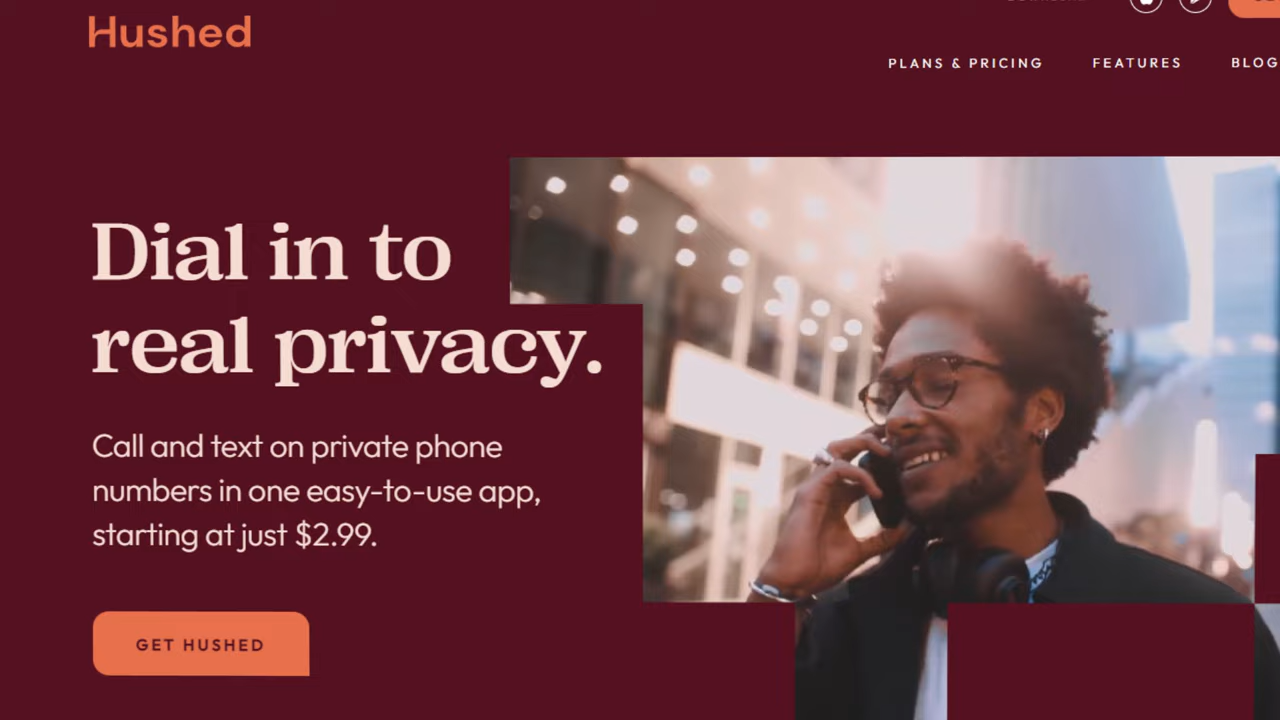 Hushed
PLANS & PRICING FEATURES BLOG
Dial in to
real privacy.
Call and text on private phone
numbers in one easy-to-use app,
starting at just $2.99.
GET HUSHED